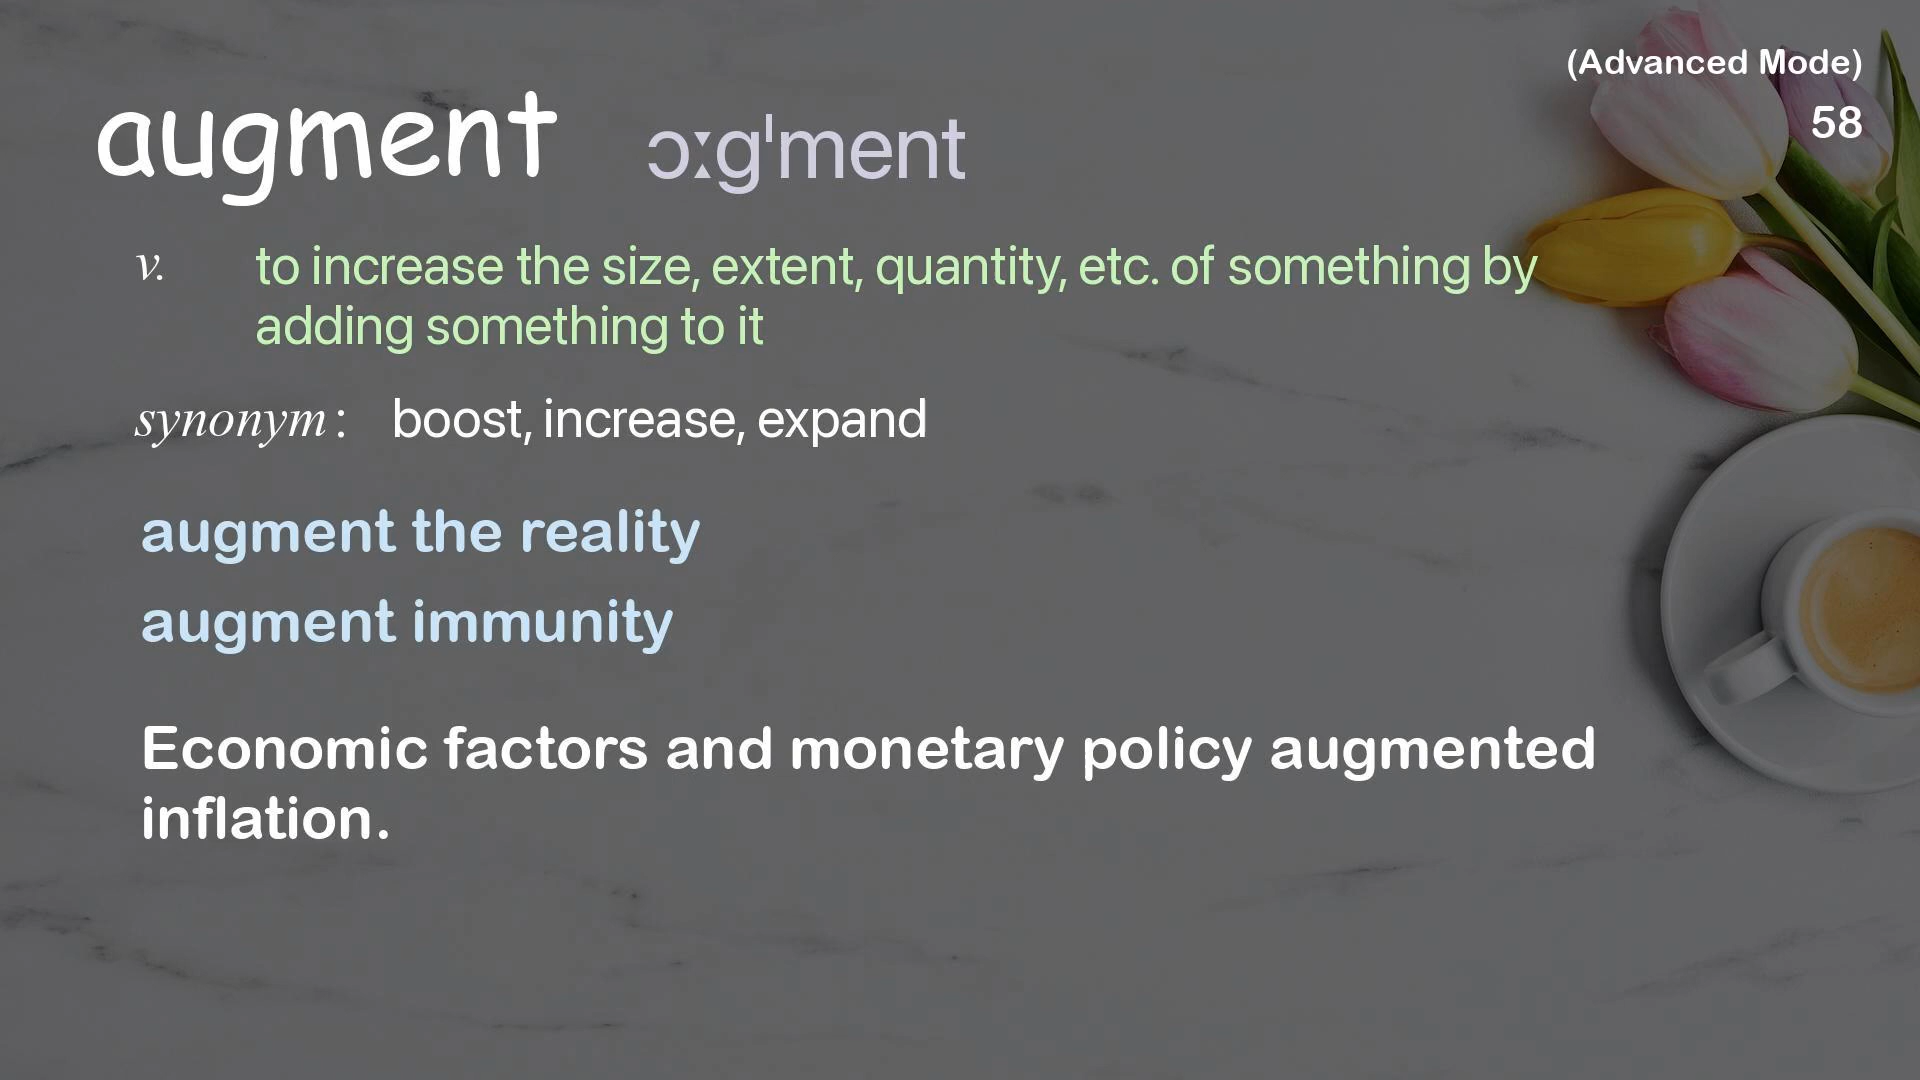 (Advanced Mode)
58
augment ɔːgˈment
v. to increase the size, extent, quantity, etc. of something by
adding something to it
synonym: boost, increase, expand
augment the reality
augment immunity
Economic factors and monetary policy augmented
inflation.